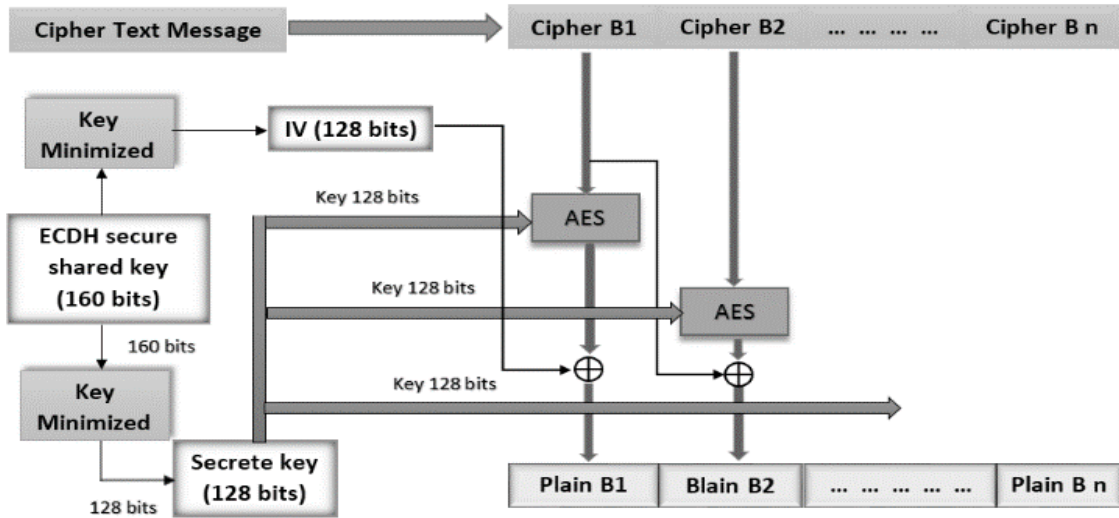 Cipher Text Message
Cipher B1
Cipher B2
... ... ... ...
Cipher B n
Key
Minimized
IV (128 bits)
Key 128 bits
AES
ECDH secure
shared key
(160 bits)
Key 128 bits
AES
160 bits
Key
Minimized
Key 128 bits
Secrete key
(128 bits)
128 bits
Plain B1
Blain B2
... ... ... ... ...
Plain B n